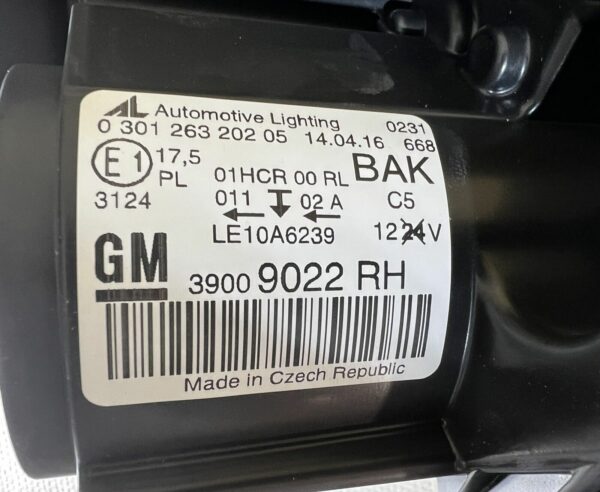 AL Automotive Lighting 0231
0 301 263 202 05 14.04.16 668
E1 17,5 01HCR 00 RL BAK
PL
3124 011 02 A C5
LE10A6239 12 24 V
GM 3900 9022 RH
Made in Czech Republic